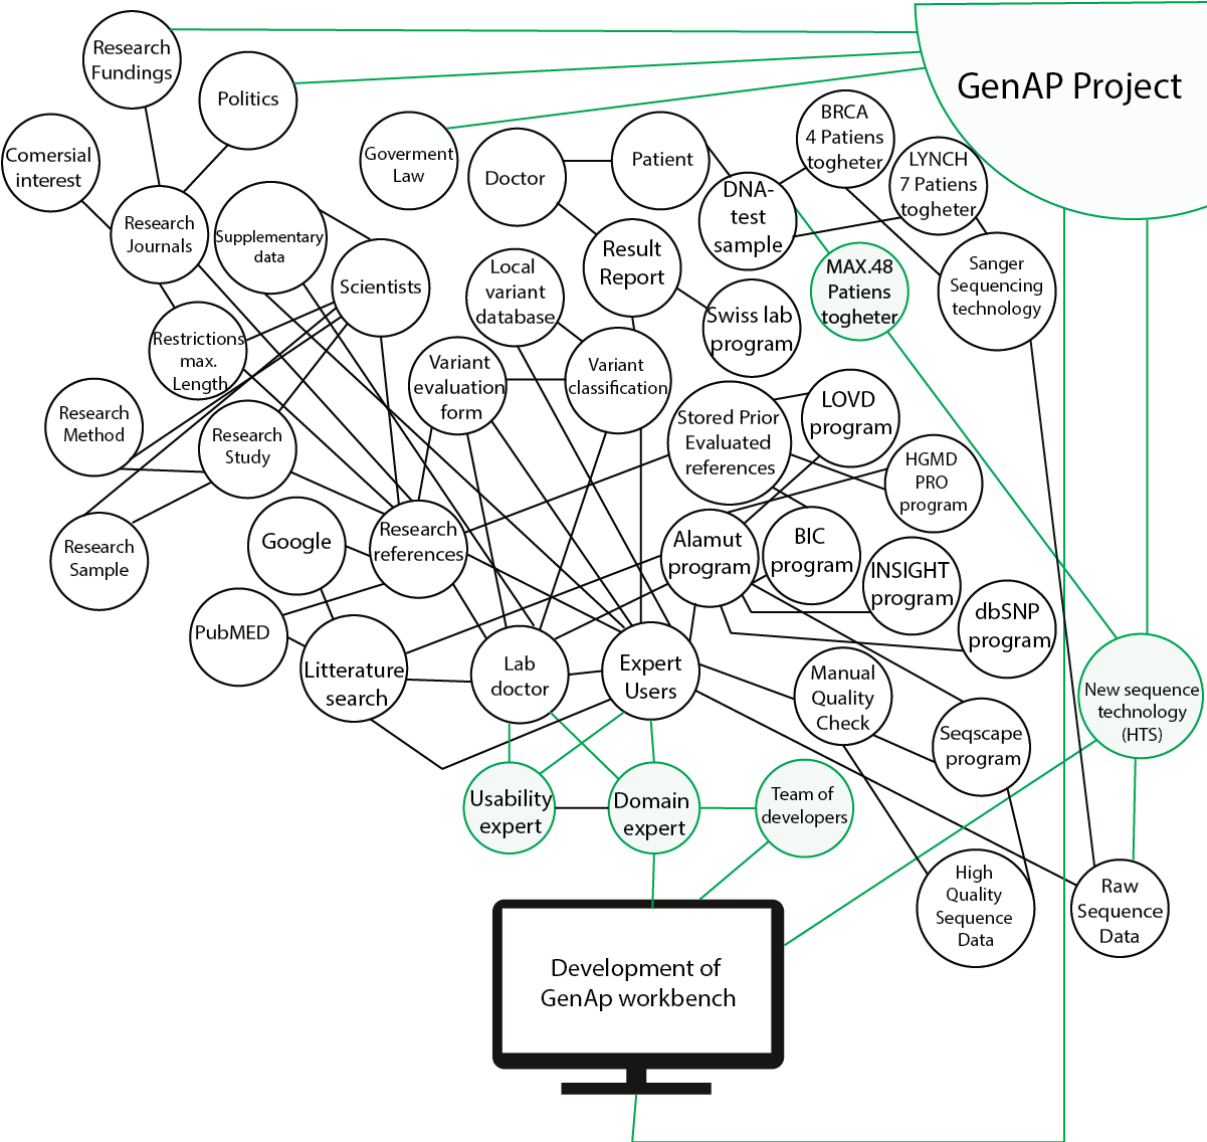 Research
Fundings
Politics
GenAP Project
Comersial
interest
Goverment
Law
Doctor
Patient
BRCA
4 Patiens
togheter
LYNCH
7 Patiens
togheter
DNA-
test
sample
Research
Journals
Supplementary
data
Scientists
Local
variant
database
Result
Report
MAX.48
Patiens
togheter
Sanger
Sequencing
technology
Swiss lab
program
Restrictions
max.
Length
Variant
evaluation
form
Variant
classification
Research
Method
Research
Study
Stored Prior
Evaluated
references
LOVD
program
HGMD
PRO
program
Google
Research
references
Alamut
program
BIC
program
Research
Sample
INSIGHT
program
dbSNP
program
PubMED
Litterature
search
Lab
doctor
Expert
Users
Manual
Quality
Check
Seqscape
program
New sequence
technology
(HTS)
Usability
expert
Domain
expert
Team of
developers
High
Quality
Sequence
Data
Raw
Sequence
Data
Development of
GenAp workbench